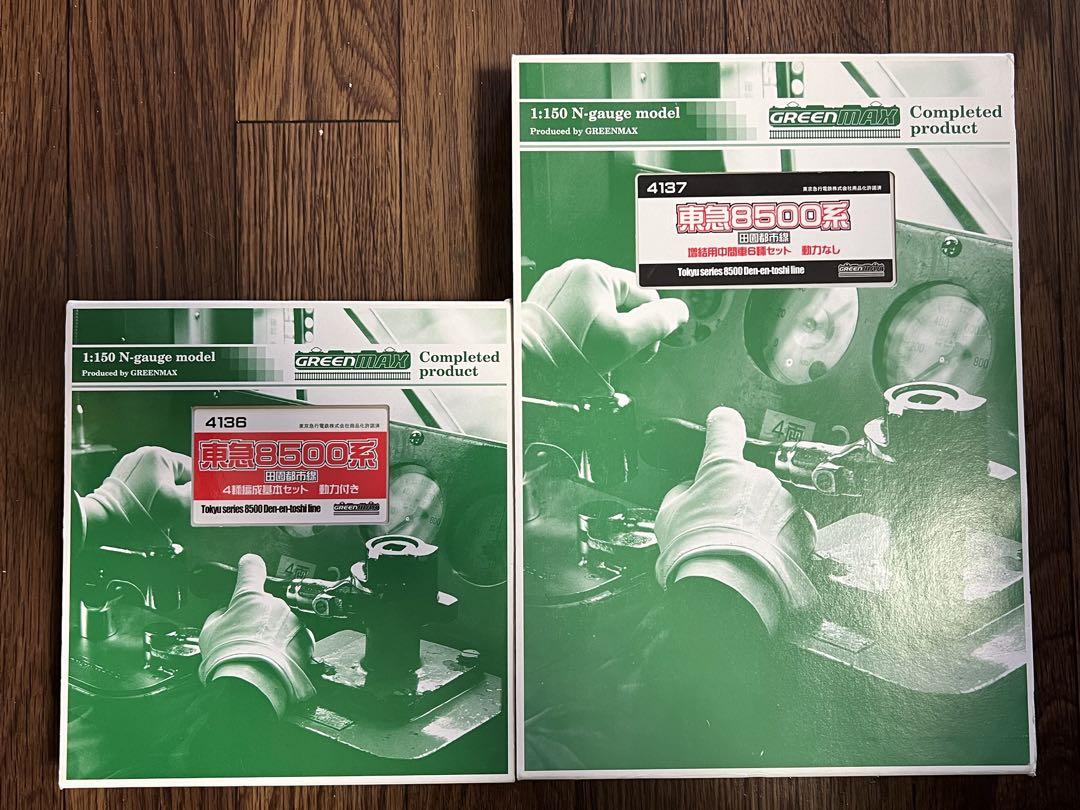 1:150 N-gauge model
Produced by GREENMAX
GREENMAX
Completed
product
4136
東京急行電鉄株式会社商品化許諾済
東急8500系
田園都市線
4種編成基本セット 動力付き
Tokyu series 8500 Den-en-toshi line
GREENMAX
4両
1:150 N-gauge model
Produced by GREENMAX
GREENMAX
Completed
product
4137
東京急行電鉄株式会社商品化許諾済
東急8500系
田園都市線
増結用中間車6種セット 動力なし
Tokyu series 8500 Den-en-toshi line
GREENMAX
4両